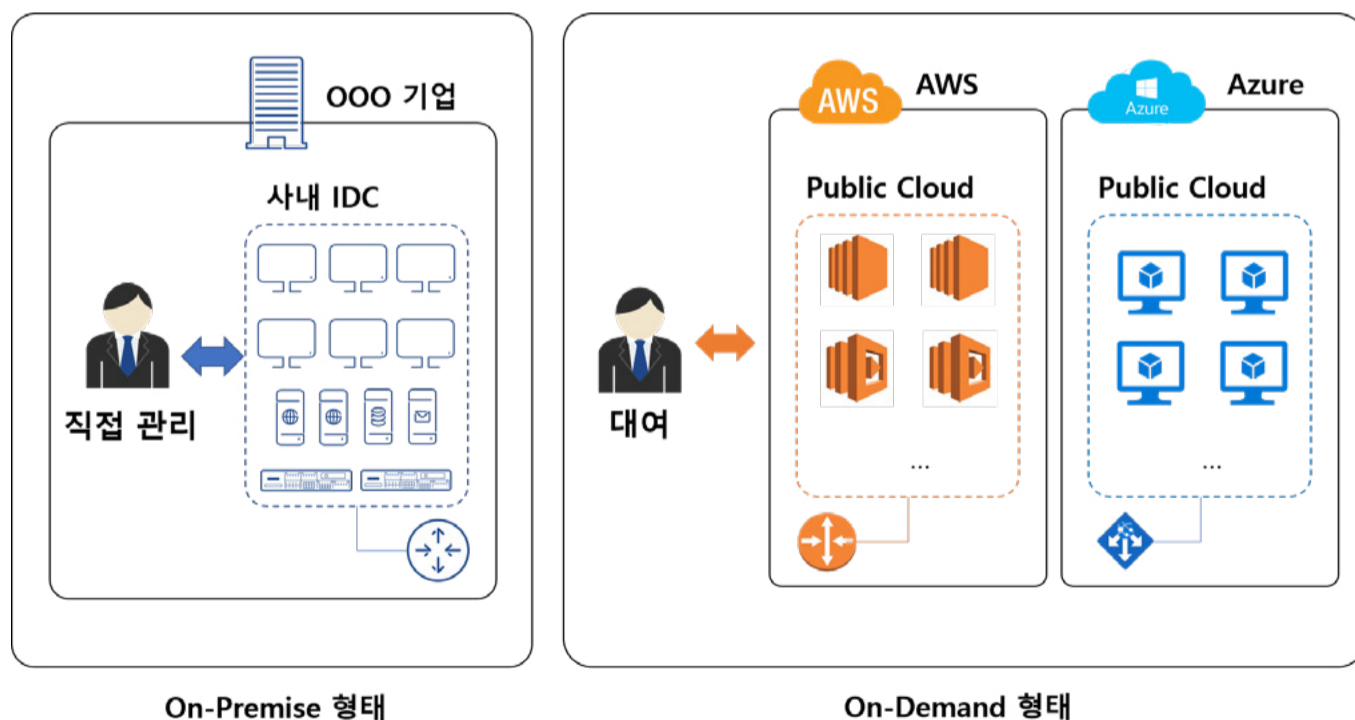 OOO 기업
사내 IDC
직접 관리
On-Premise 형태
AWS
AWS
Public Cloud
...
Azure
Azure
Public Cloud
...
대여
On-Demand 형태